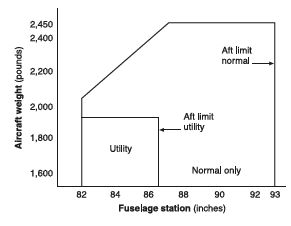 2,450
2,400
2,200
2,000
1,800
1,600
Aircraft weight (pounds)
Aft limit
normal
Aft limit
utility
Utility
Normal only
82 84 86 88 90 92 93
Fuselage station (inches)